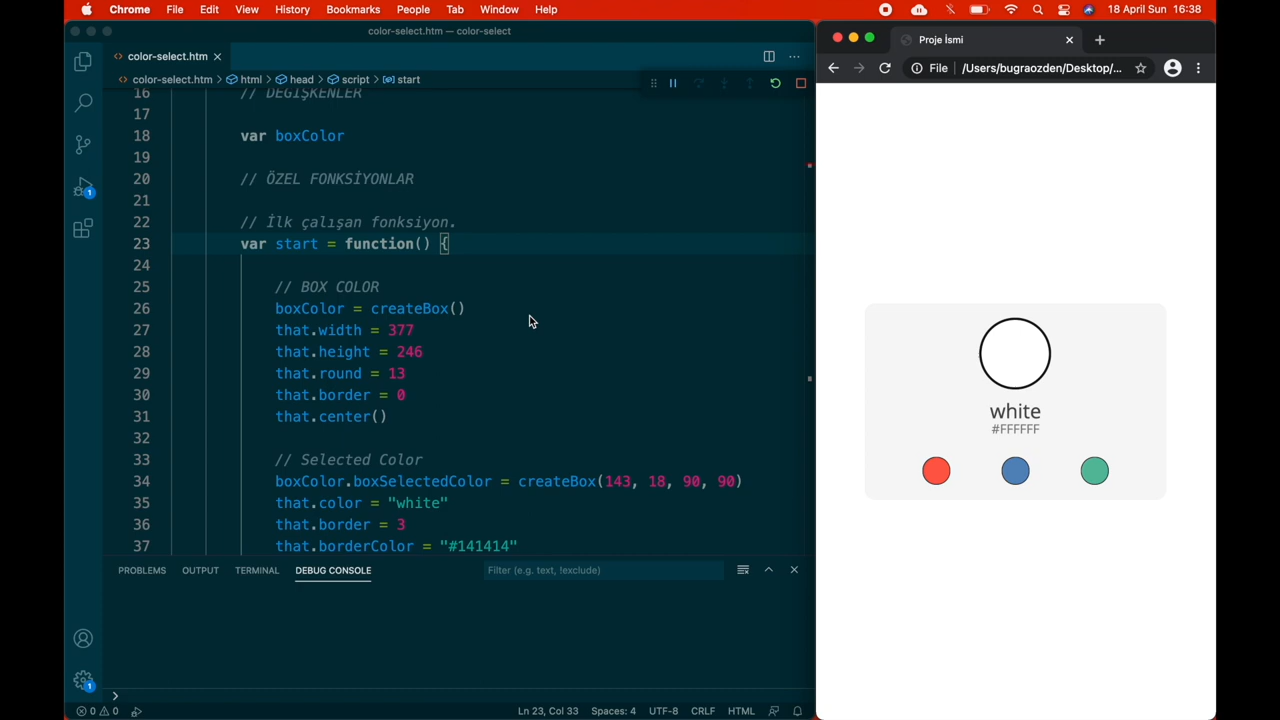 Chrome File Edit View History Bookmarks People Tab Window Help
18 April Sun 16:38
color-select.htm — color-select
color-select.htm
color-select.htm > html > head > script > start
16 // DEĞİŞKENLER
17
18 var boxColor
19
20 // ÖZEL FONKSİYONLAR
21
22 // İlk çalışan fonksiyon.
23 var start = function() {
24
25 // BOX COLOR
26 boxColor = createBox()
27 that.width = 377
28 that.height = 246
29 that.round = 13
30 that.border = 0
31 that.center()
32
33 // Selected Color
34 boxColor.boxSelectedColor = createBox(143, 18, 90, 90)
35 that.color = "white"
36 that.border = 3
37 that.borderColor = "#141414"
PROBLEMS OUTPUT TERMINAL DEBUG CONSOLE
Filter (e.g. text, !exclude)
1
1
0 0
Ln 23, Col 33 Spaces: 4 UTF-8 CRLF HTML
Proje İsmi
File /Users/bugraozden/Desktop/...
white
#FFFFFF